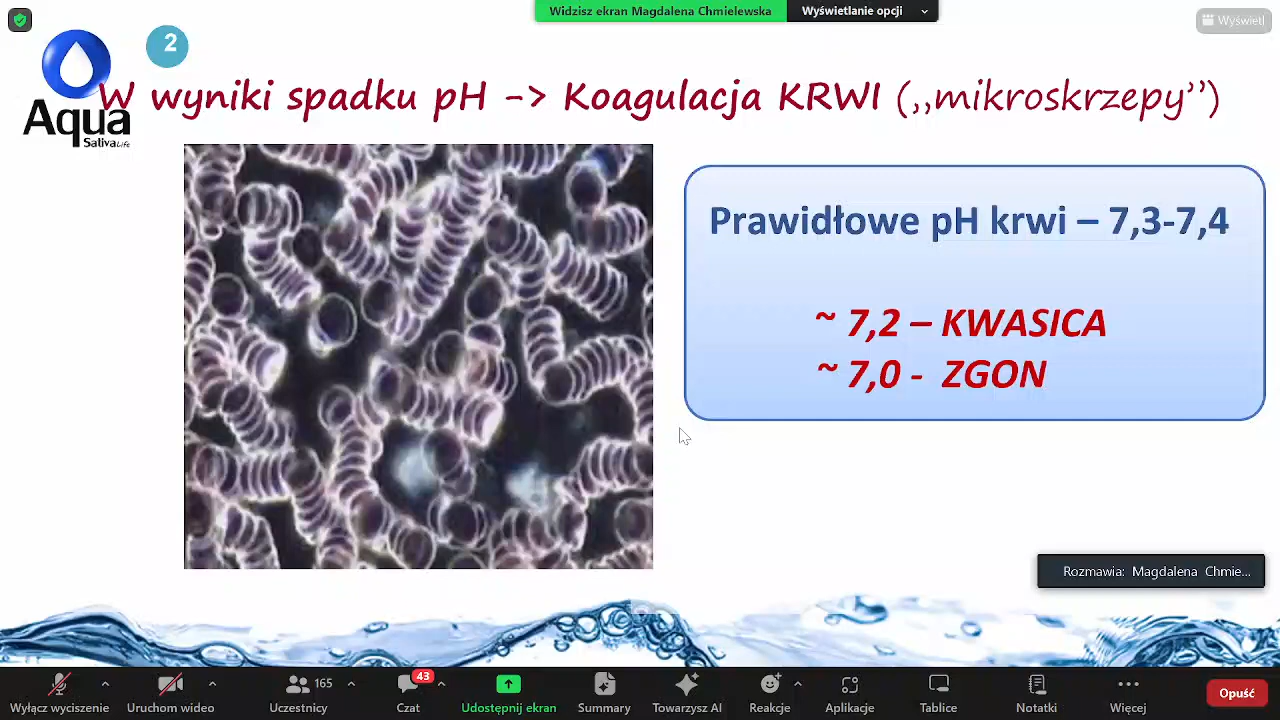 Widzisz ekran Magdalena Chmielewska
Wyświetlanie opcji
Wyświetl
2
Aqua
SalivaLife
W wyniki spadku pH -> Koagulacja KRWI (,,mikroskrzepy”)
Prawidłowe pH krwi – 7,3-7,4
~ 7,2 – KWASICA
~ 7,0 - ZGON
Rozmawia: Magdalena Chmie...
43
165
Wyłącz wyciszenie
Uruchom wideo
Uczestnicy
Czat
Udostępnij ekran
Summary
Towarzysz AI
Reakcje
Aplikacje
Tablice
Notatki
Więcej
Opuść